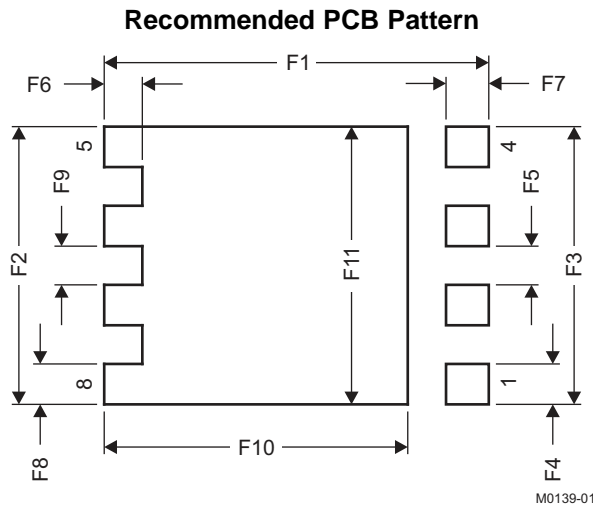 Recommended PCB Pattern
F1
F6
F7
5
4
F9
F5
F2
F11
F3
8
1
F10
F8
F4
M0139-01